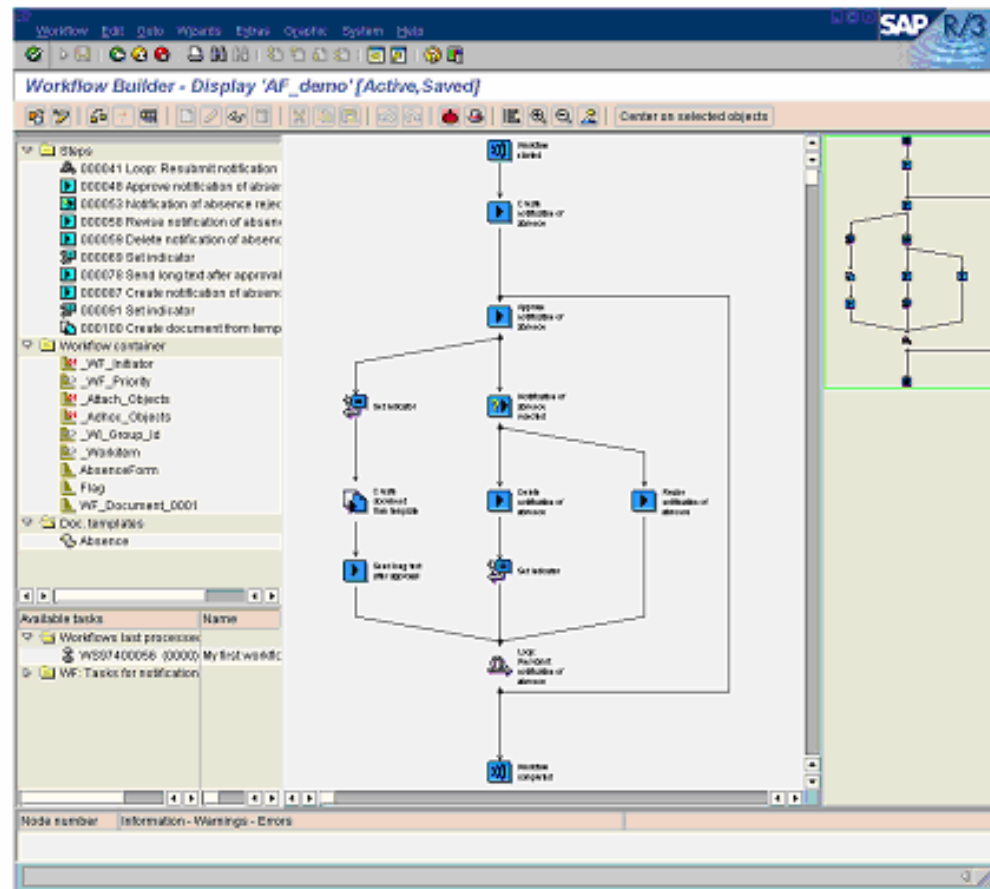 Workflow Edit Goto Wizards Extras Graphic System Help
SAP R/3
Workflow Builder - Display 'AF_demo' [Active,Saved]
Center on selected objects
Steps
000041 Loop: Resubmit notification
000048 Approve notification of absen
000053 Notification of absence rejec
000058 Revise notification of absen
000059 Delete notification of absenc
000069 Set indicator
000078 Send long text after approval
000087 Create notification of absenc
000091 Set indicator
000100 Create document from temp
Workflow container
_WF_Initiator
_WF_Priority
_Attach_Objects
_Adhoc_Objects
_WI_Group_Id
_Workitem
AbsenceForm
Flag
WF_Document_0001
Doc. templates
Absence
Available tasks Name
Workflows last processed
WS97400056 (0000) My first workflc
WF: Tasks for notification
Workflow
started
Create
notification of
absence
Approve
notification of
absence
Set indicator
Notification of
absence
rejected
Create
document
from template
Delete
notification of
absence
Revise
notification of
absence
Send long text
after approval
Set indicator
Loop:
Resubmit
notification of
absence
Workflow
completed
Node number Information - Warnings - Errors